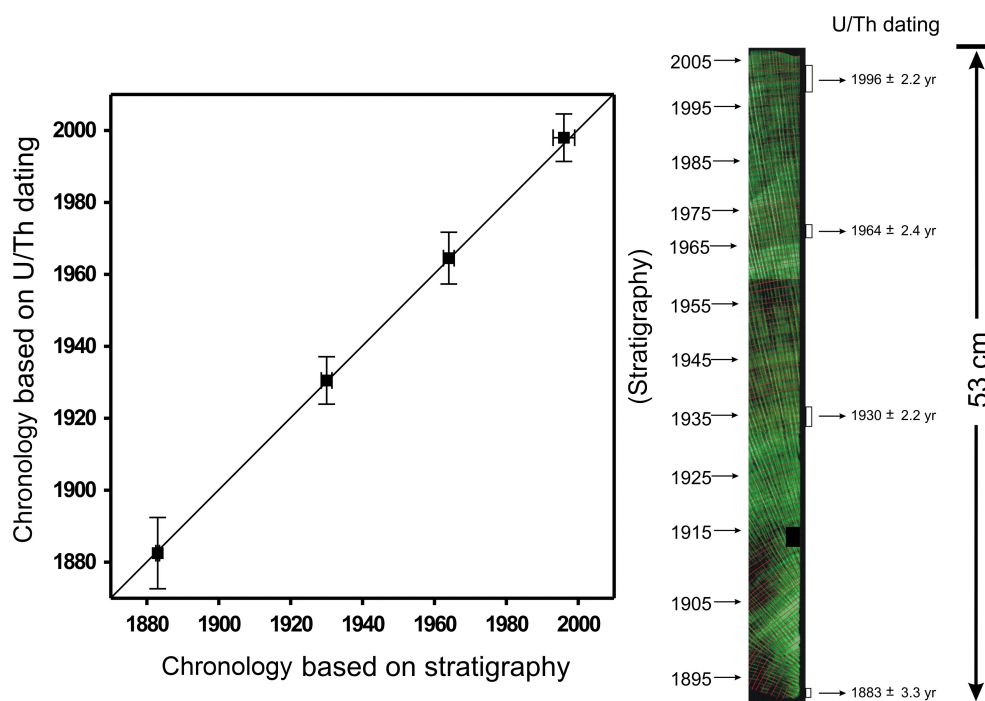 Chronology based on U/Th dating
2000
1980
1960
1940
1920
1900
1880
1880 1900 1920 1940 1960 1980 2000
Chronology based on stratigraphy
U/Th dating
(Stratigraphy)
2005
1996 ± 2.2 yr
1995
1985
1975
1964 ± 2.4 yr
1965
1955
1945
1935
1930 ± 2.2 yr
1925
1915
1905
1895
1883 ± 3.3 yr
53 cm